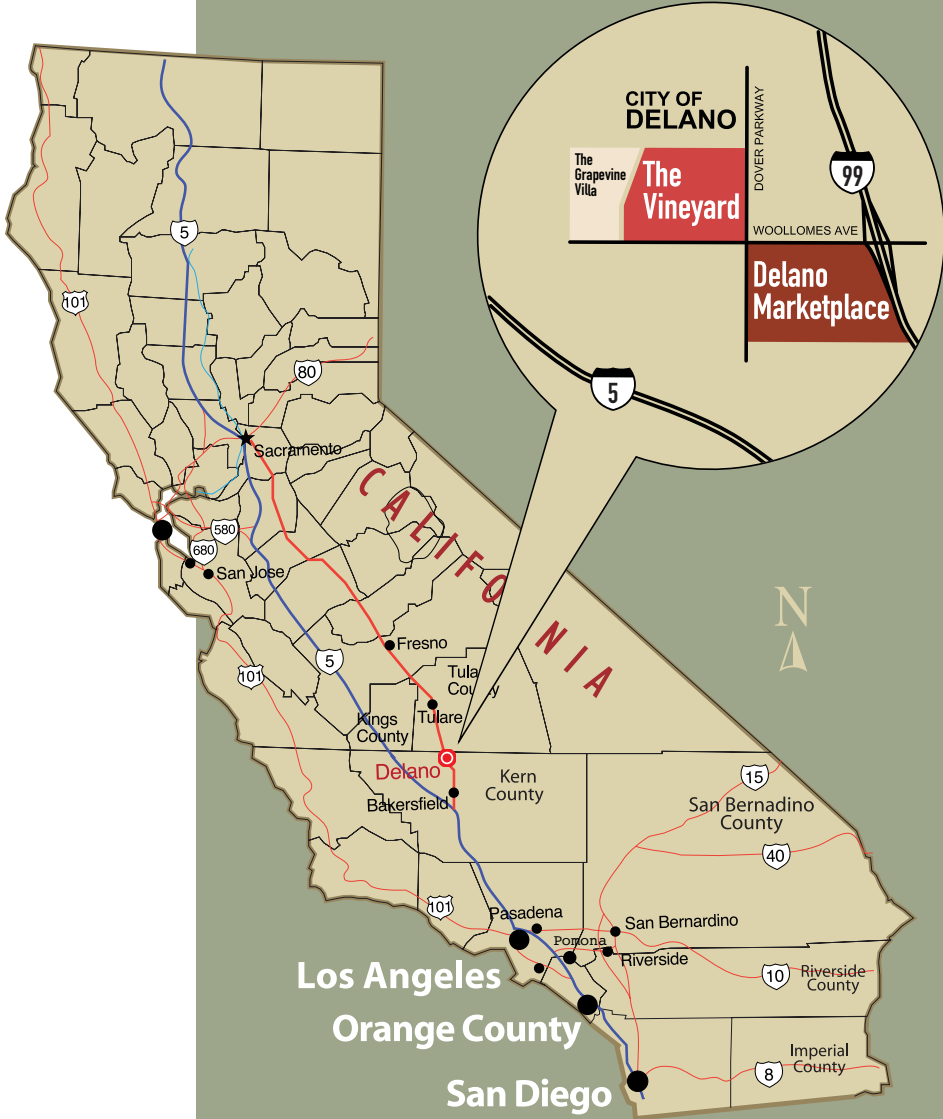 CITY OF
DELANO
DOVER PARKWAY
The
Grapevine
Villa
The
Vineyard
99
WOOLLOMES AVE
Delano
Marketplace
5
5
101
80
Sacramento
CALIFO NIA
580
680
San Jose
N
Fresno
5
101
Tula
County
Kings
County
Tulare
Delano
Bakersfield
Kern
County
15
San Bernadino
County
40
101
Pasadena
San Bernardino
Pomona
Riverside
Los Angeles
10
Riverside
County
Orange County
Imperial
County
8
San Diego